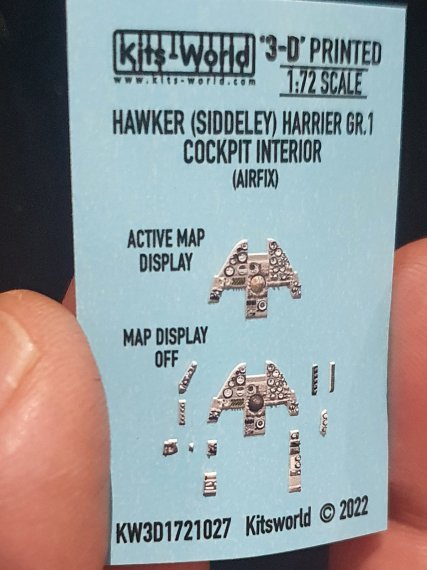 Kits-World
www.kits-world.com
'3-D' PRINTED
1:72 SCALE
HAWKER (SIDDELEY) HARRIER GR.1
COCKPIT INTERIOR
(AIRFIX)
ACTIVE MAP
DISPLAY
MAP DISPLAY
OFF
KW3D1721027 Kitsworld © 2022